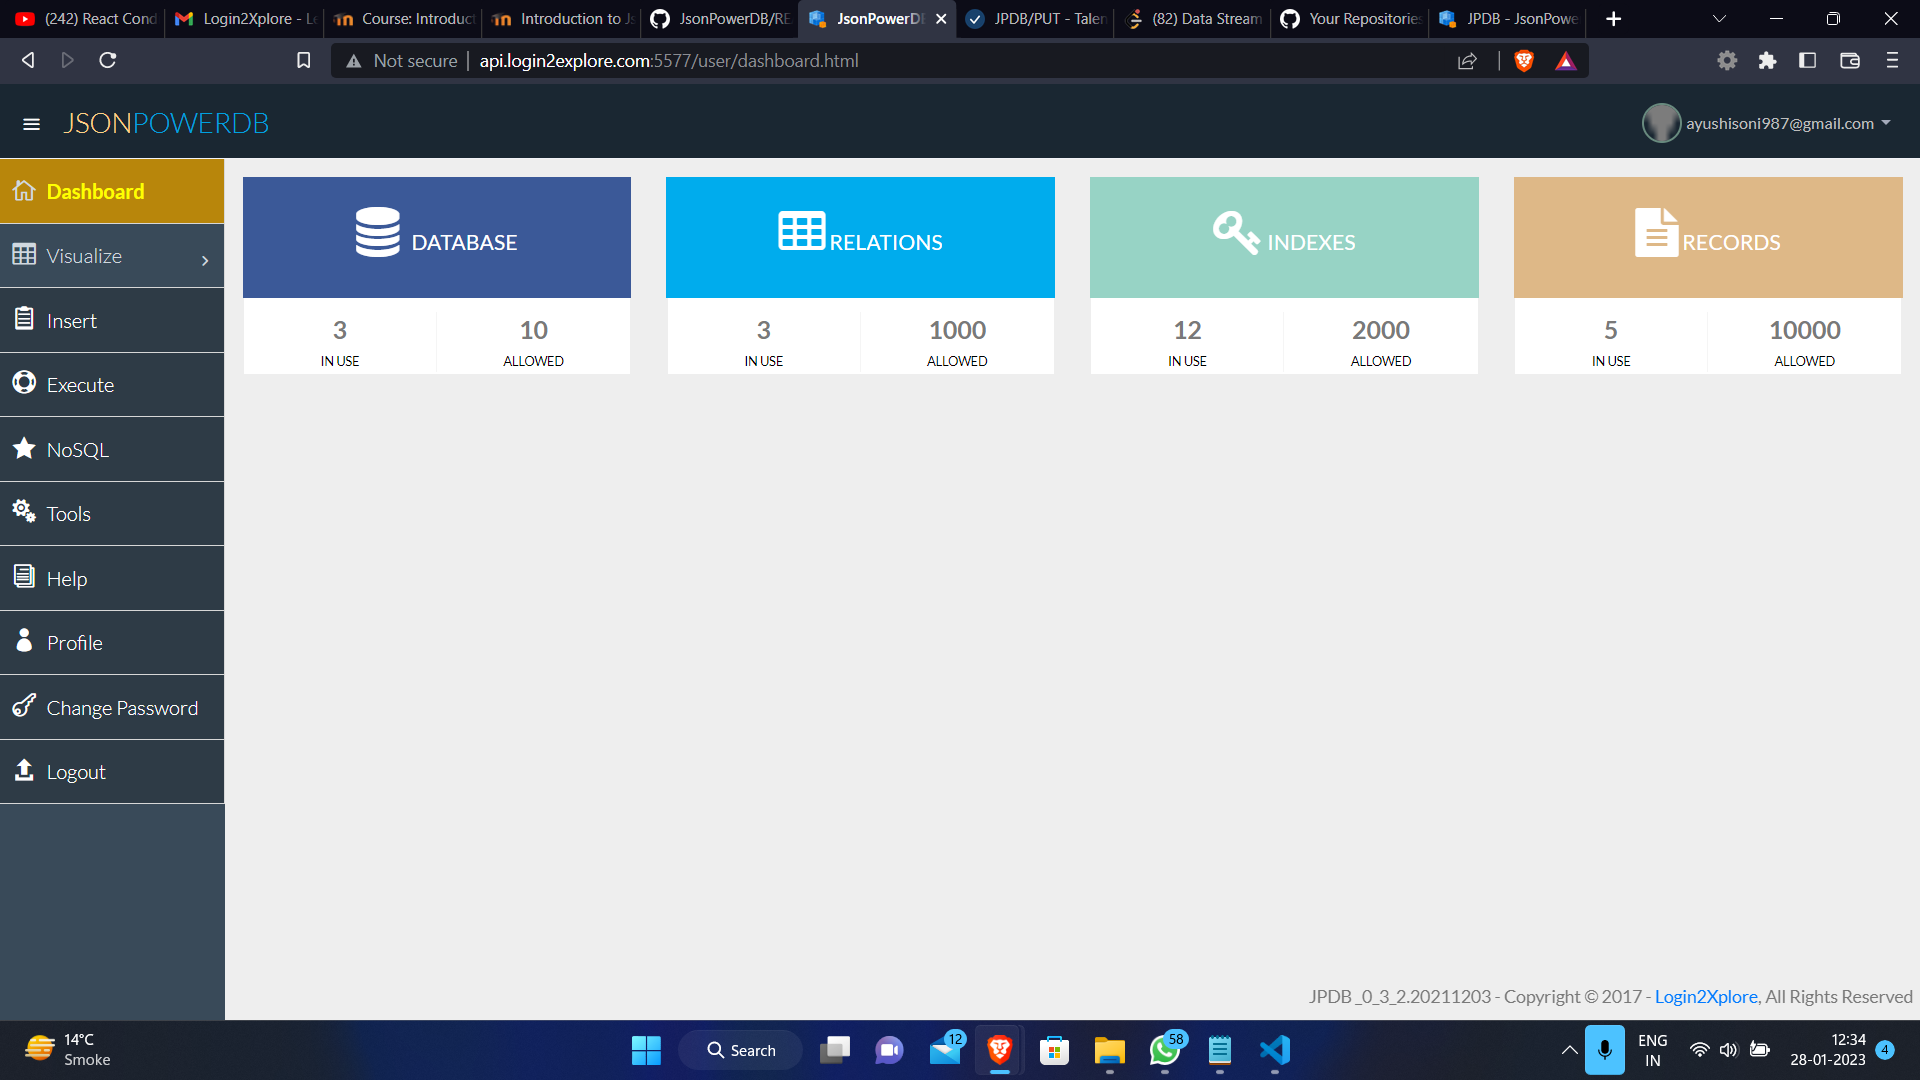 (242) React Cond
Login2Xplore - Le
Course: Introduct
Introduction to Js
JsonPowerDB/RE
JsonPowerDB
JPDB/PUT - Talen
(82) Data Stream
Your Repositories
JPDB - JsonPowe
Not secure
api.login2explore.com:5577/user/dashboard.html
JSONPOWERDB
ayushisoni987@gmail.com
Dashboard
Visualize
Insert
Execute
NoSQL
Tools
Help
Profile
Change Password
Logout
DATABASE
3
IN USE
10
ALLOWED
RELATIONS
3
IN USE
1000
ALLOWED
INDEXES
12
IN USE
2000
ALLOWED
RECORDS
5
IN USE
10000
ALLOWED
JPDB_0_3_2.20211203 - Copyright © 2017 - Login2Xplore, All Rights Reserved
14°C
Smoke
Search
12
58
ENG
IN
12:34
28-01-2023
4